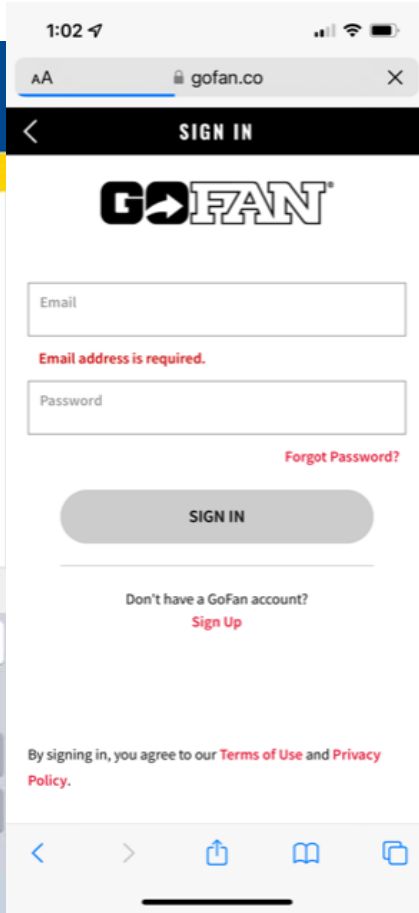 1:02
AA gofan.co
SIGN IN
GOFAN®
Email
Email address is required.
Password
Forgot Password?
SIGN IN
Don't have a GoFan account?
Sign Up
By signing in, you agree to our Terms of Use and Privacy
Policy.